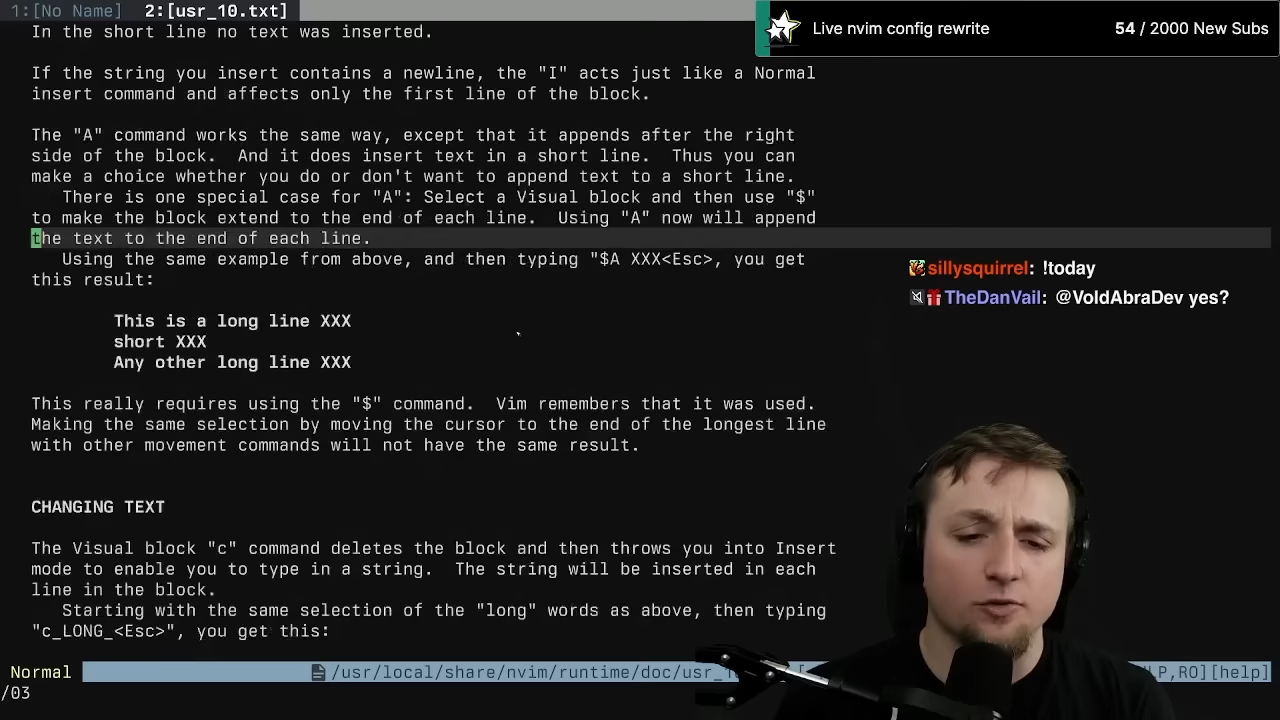 1:[No Name]  2:[usr_10.txt]
Live nvim config rewrite
54 / 2000 New Subs
In the short line no text was inserted.
If the string you insert contains a newline, the "I" acts just like a Normal
insert command and affects only the first line of the block.
The "A" command works the same way, except that it appends after the right
side of the block.  And it does insert text in a short line.  Thus you can
make a choice whether you do or don't want to append text to a short line.
There is one special case for "A": Select a Visual block and then use "$"
to make the block extend to the end of each line.  Using "A" now will append
the text to the end of each line.
Using the same example from above, and then typing "$A XXX<Esc>, you get
this result:
sillysquirrel: !today
TheDanVail: @VoldAbraDev yes?
This is a long line XXX
short XXX
Any other long line XXX
This really requires using the "$" command.  Vim remembers that it was used.
Making the same selection by moving the cursor to the end of the longest line
with other movement commands will not have the same result.
CHANGING TEXT
The Visual block "c" command deletes the block and then throws you into Insert
mode to enable you to type in a string.  The string will be inserted in each
line in the block.
Starting with the same selection of the "long" words as above, then typing
"c_LONG_<Esc>", you get this:
Normal /usr/local/share/nvim/runtime/doc/usr_1 P,RO][help]
/03